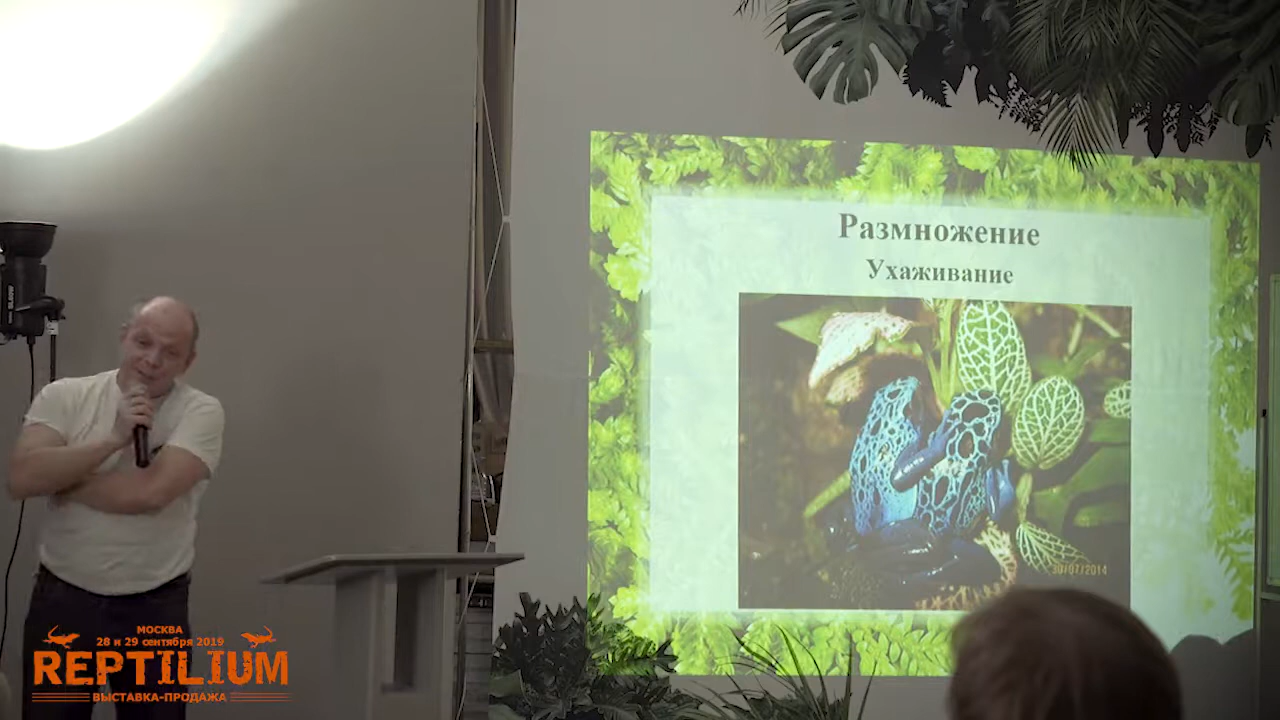 Размножение
Ухаживание
30/07/2014
МОСКВА
28 и 29 сентября 2019
REPTILIUM
ВЫСТАВКА-ПРОДАЖА